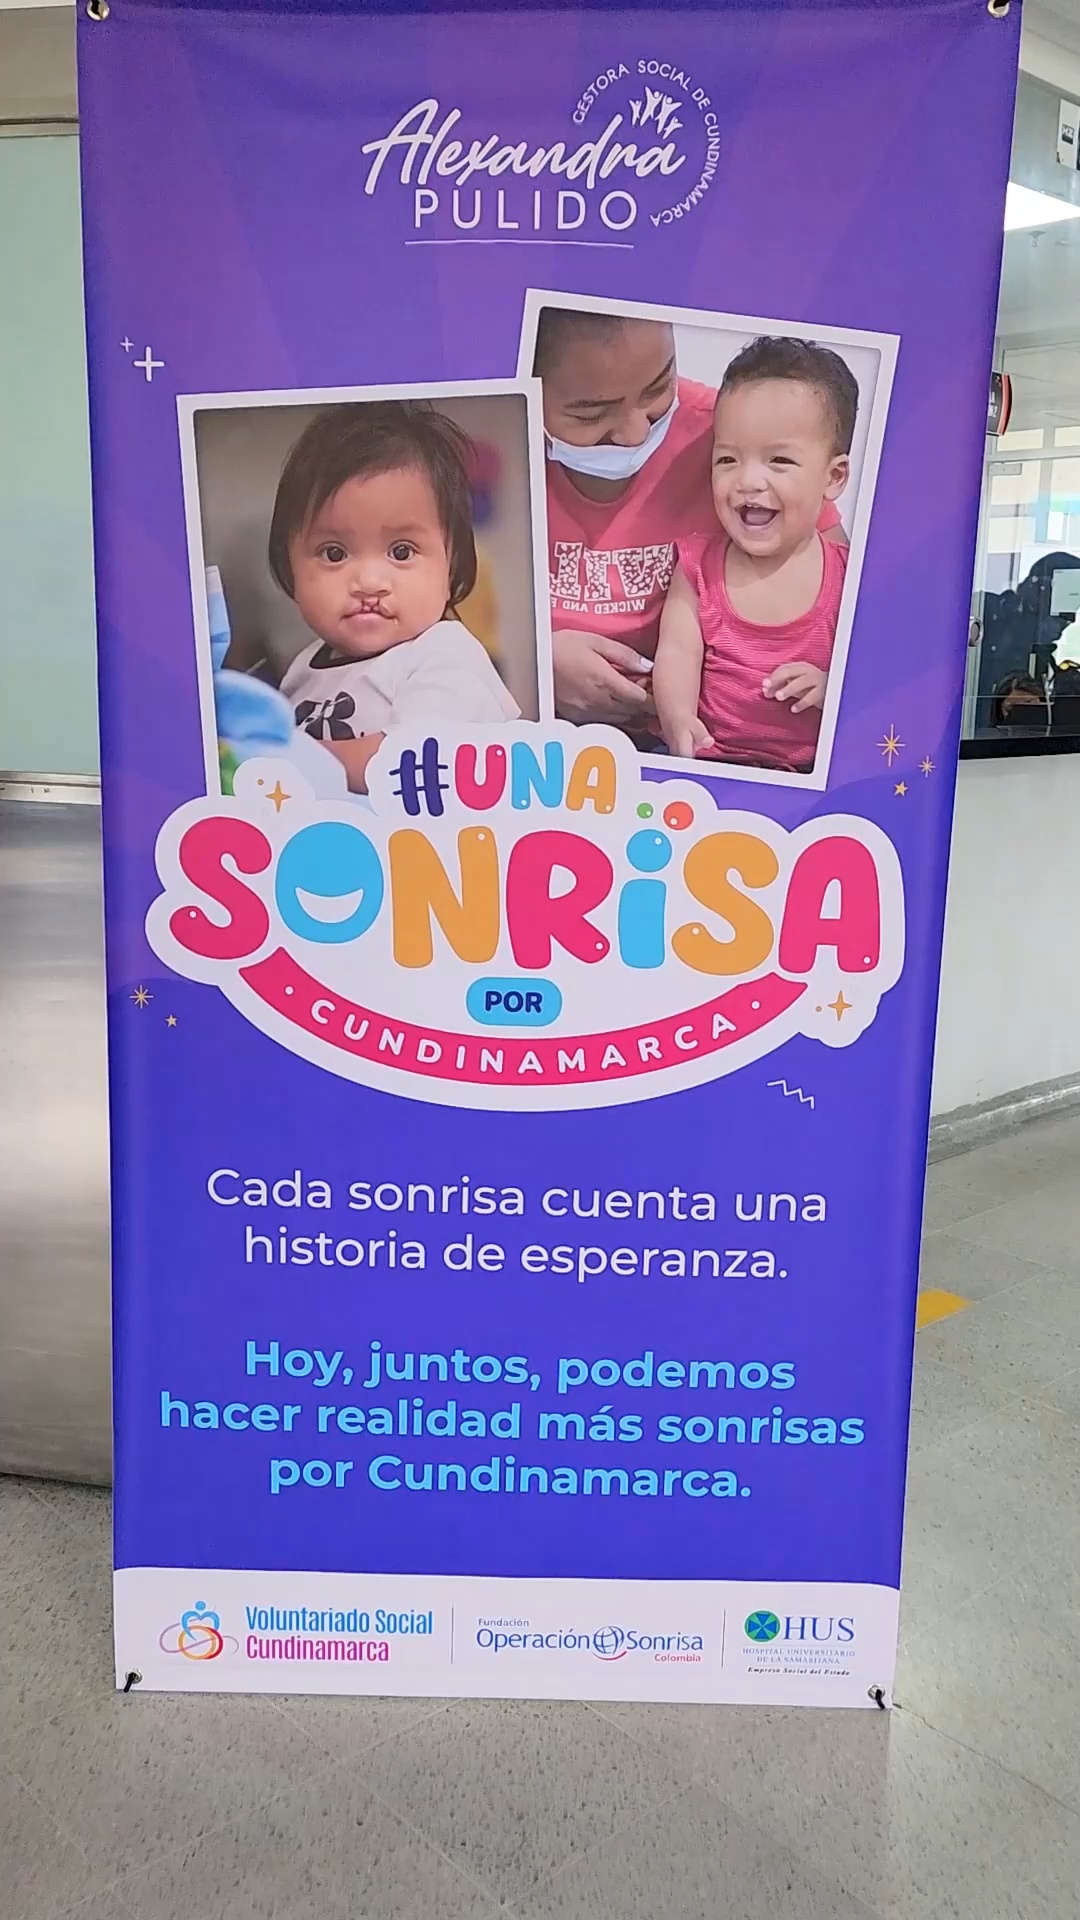 GESTORA SOCIAL DE CUNDINAMARCA
Alexandra
PULIDO
WICKED AND
#UNA
SONRISA
POR
· CUNDINAMARCA ·
Cada sonrisa cuenta una
historia de esperanza.
Hoy, juntos, podemos
hacer realidad más sonrisas
por Cundinamarca.
Voluntariado Social
Cundinamarca
Fundación
Operación Sonrisa
Colombia
HUS
HOSPITAL UNIVERSITARIO
DE LA SAMARITANA
Empresa Social del Estado